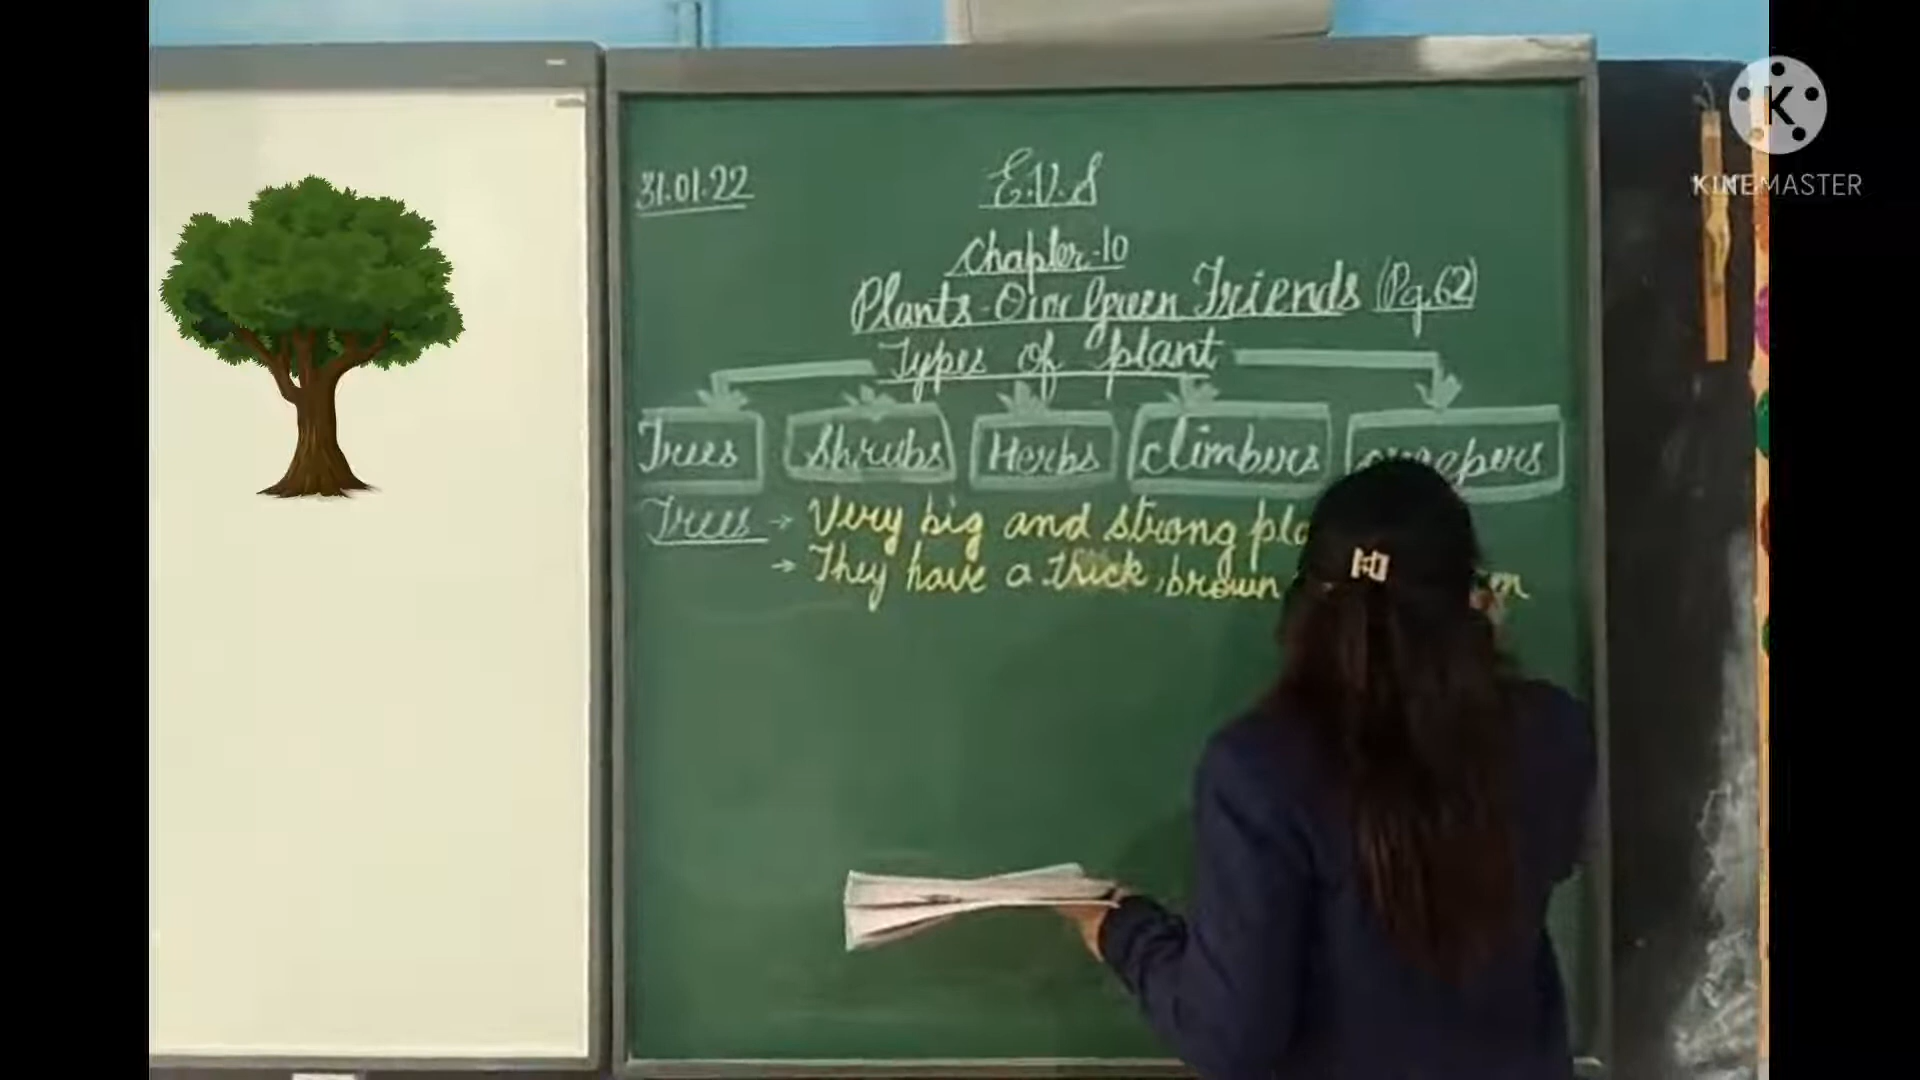 31.01.22
E.V.S
Chapter-10
Plants-Our Green Friends (Pg.62)
Types of plant
Trees Shrubs Herbs Climbers creepers
Trees → Very big and strong
→ They have a thick, brown
K
KINEMASTER